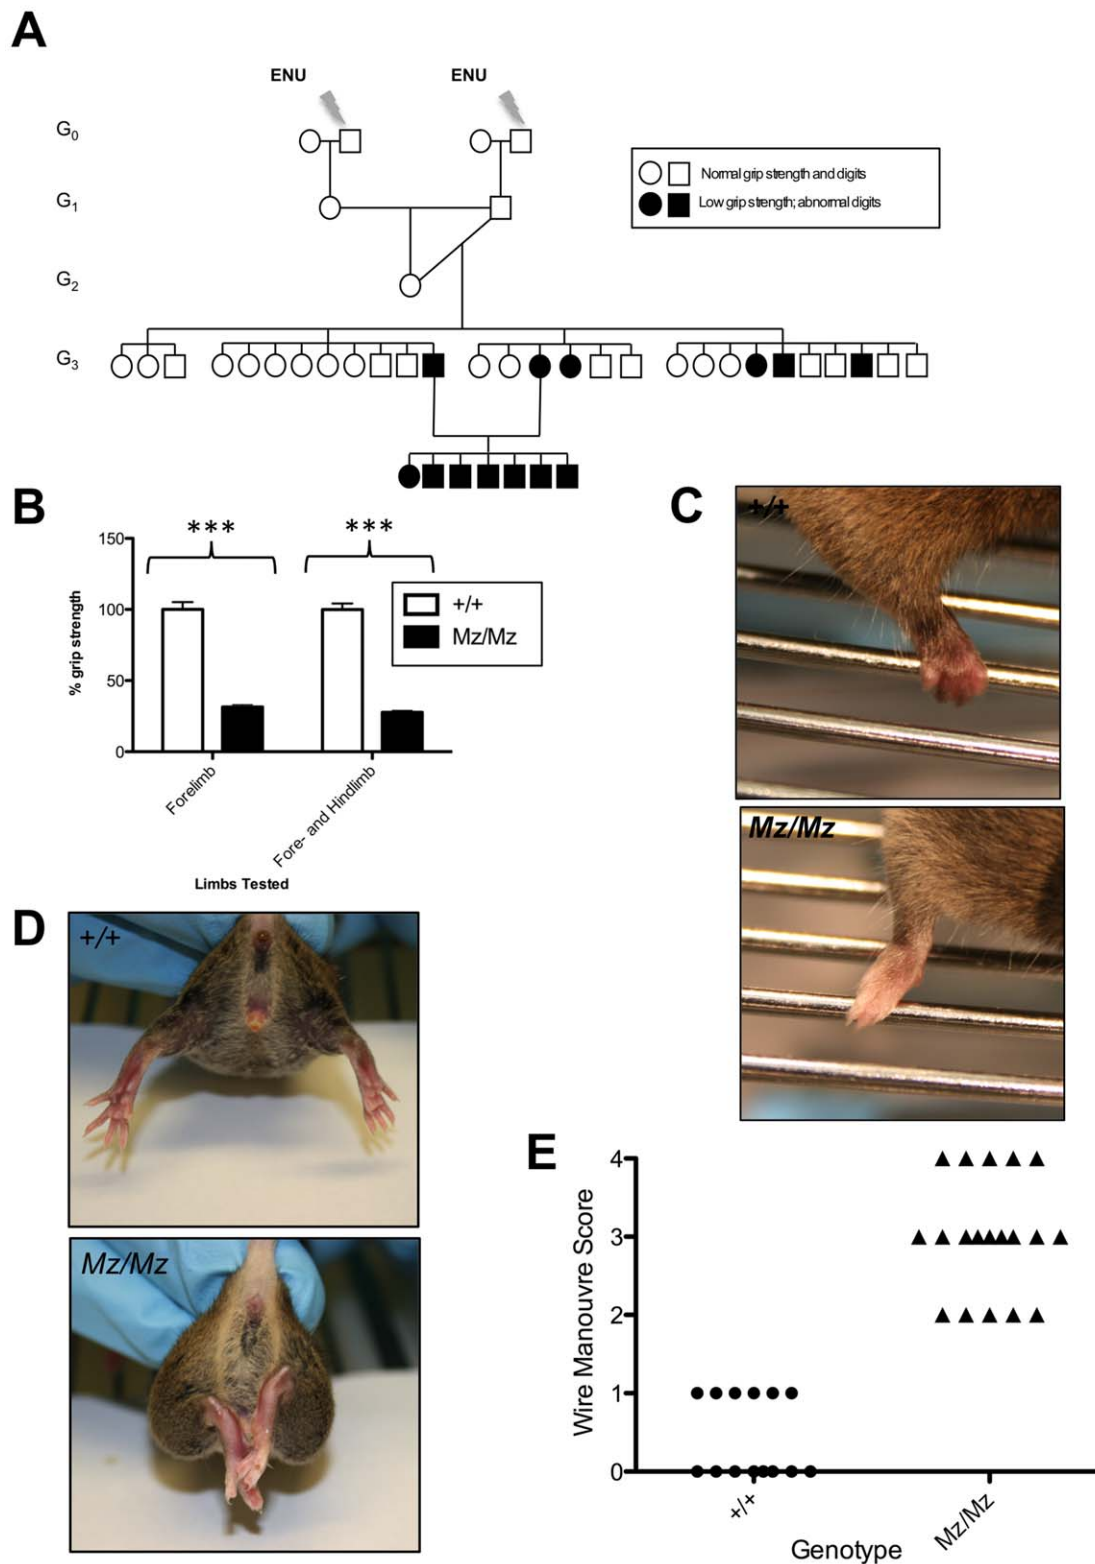 A
ENU ENU
G0
G1
G2
G3
Normal grip strength and digits
Low grip strength; abnormal digits
B
150
100
50
0
% grip strength
*** ***
+/+
Mz/Mz
Forelimb
Fore- and Hindlimb
Limbs Tested
C
+/+
Mz/Mz
D
+/+
Mz/Mz
E
4
3
2
1
0
Wire Manouvre Score
+/+
Mz/Mz
Genotype